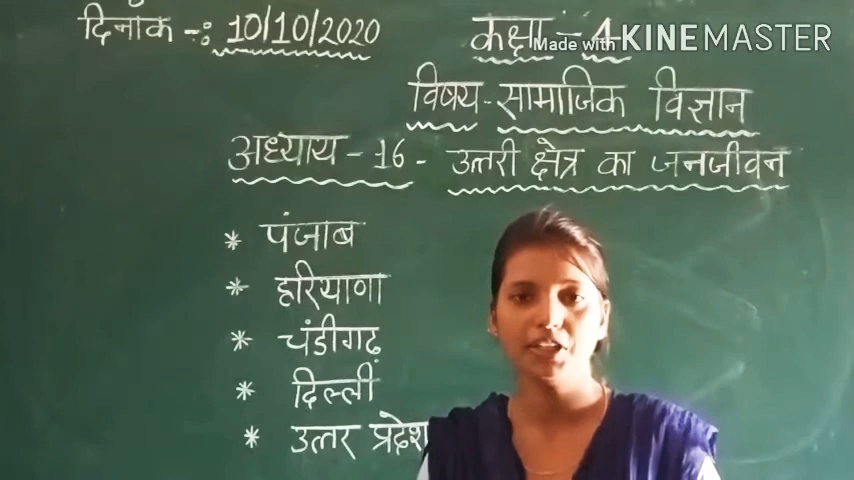 दिनांक -: 10/10/2020
कक्षा - 4
Made with KINEMASTER
विषय - सामाजिक विज्ञान
अध्याय - 16 - उत्तरी क्षेत्र का जनजीवन
* पंजाब
* हरियाणा
* चंडीगढ़
* दिल्ली
* उत्तर प्रदेश